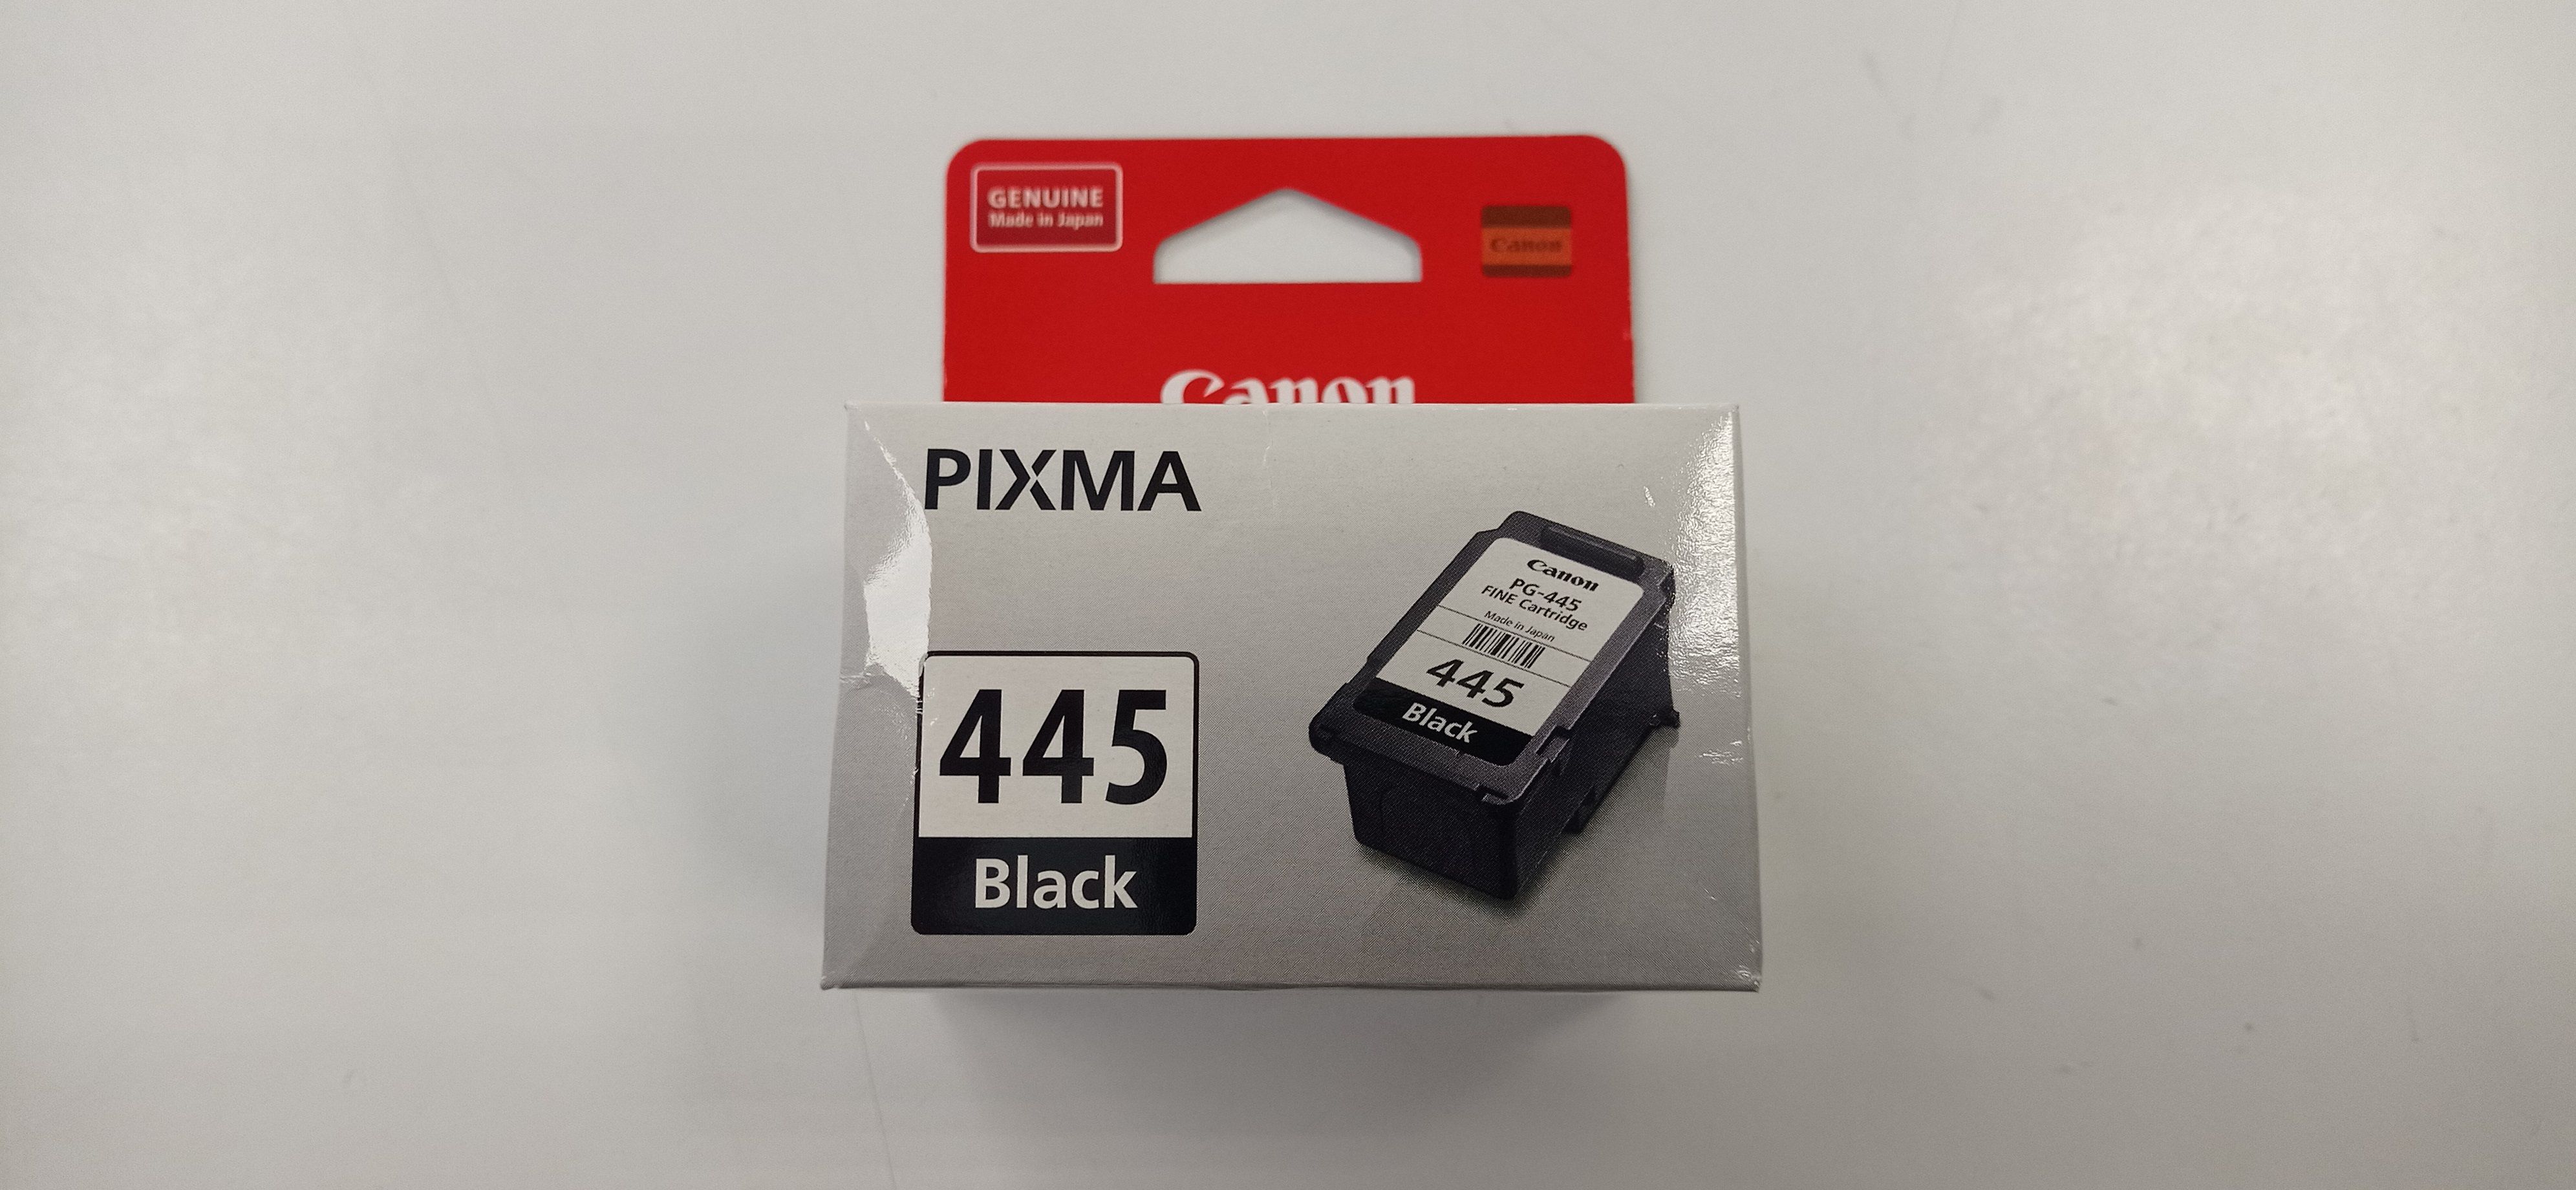 GENUINE
Made in Japan
Canon
Canon
PIXMA
Canon
PG-445
FINE Cartridge
Made in Japan
445
Black
445
Black